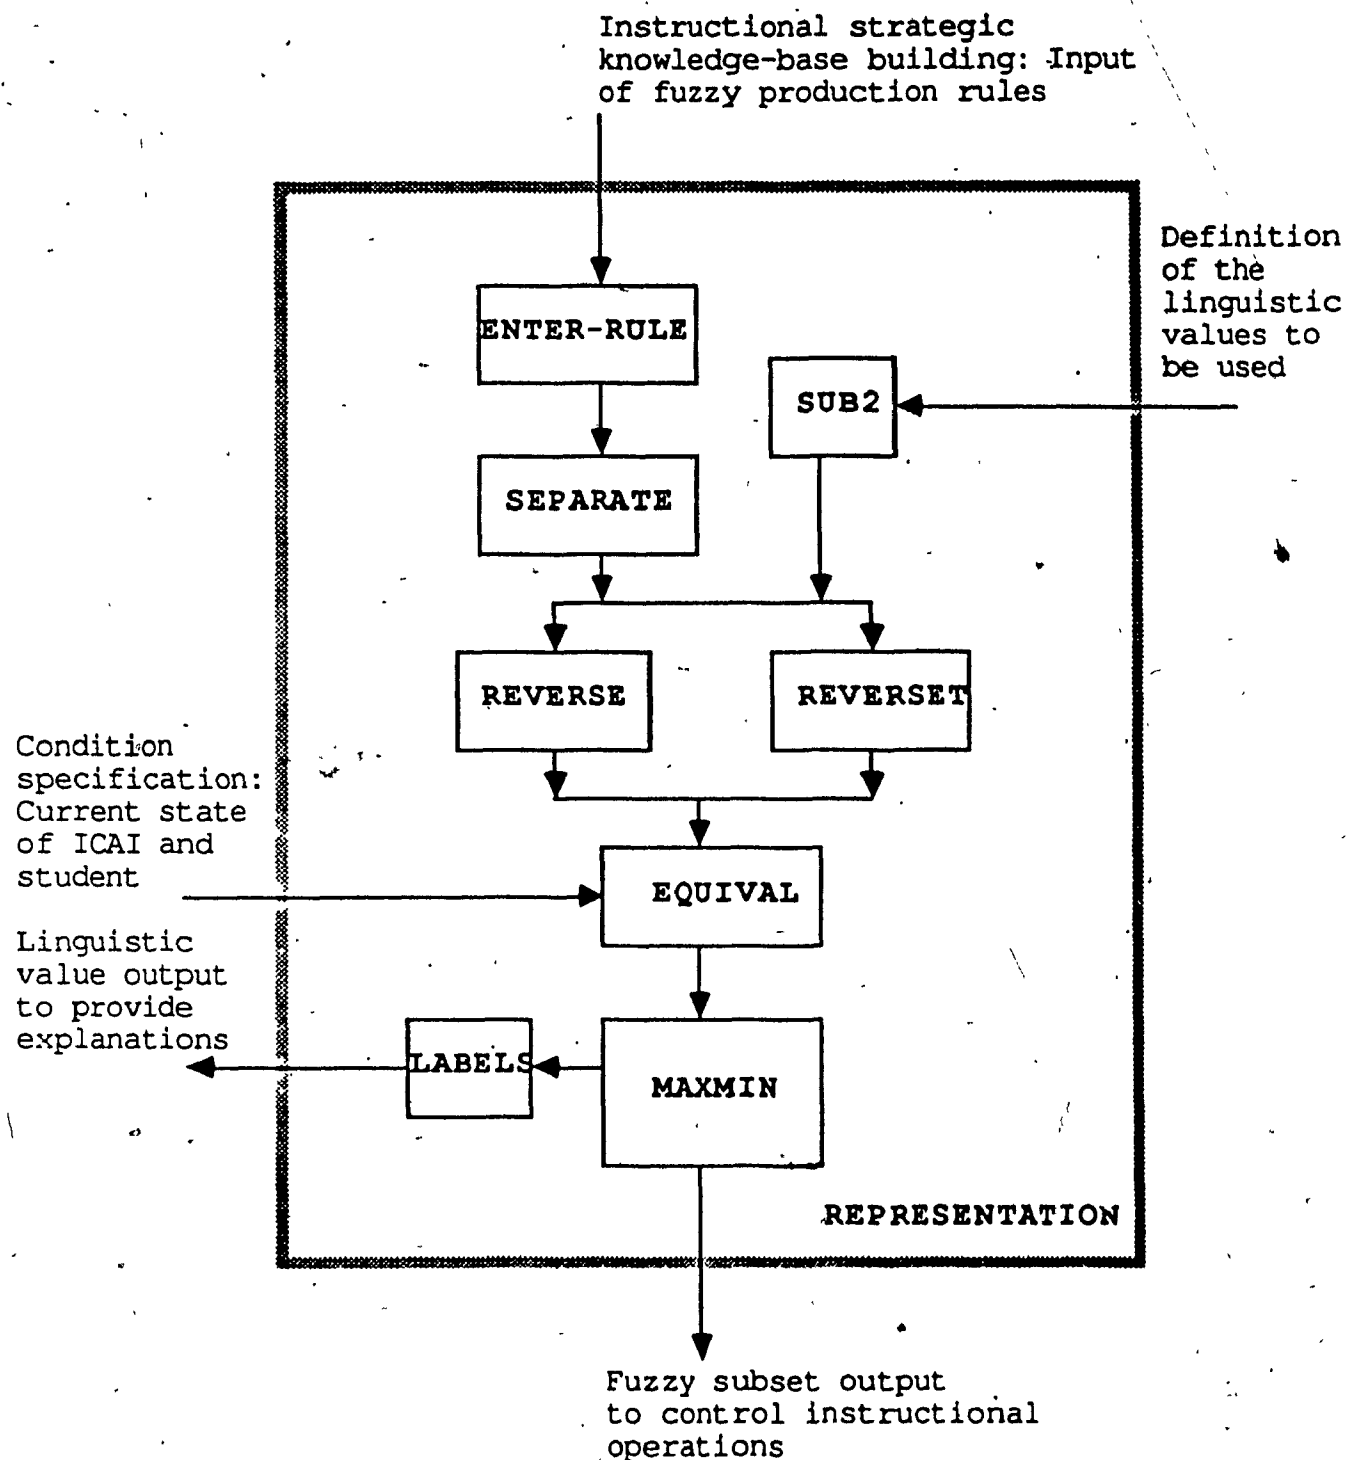 Instructional strategic
knowledge-base building: Input
of fuzzy production rules
Definition
of the
linguistic
values to
be used
ENTER-RULE
SUB2
SEPARATE
REVERSE
REVERSET
Condition
specification:
Current state
of ICAI and
student
EQUIVAL
Linguistic
value output
to provide
explanations
LABELS
MAXMIN
REPRESENTATION
Fuzzy subset output
to control instructional
operations